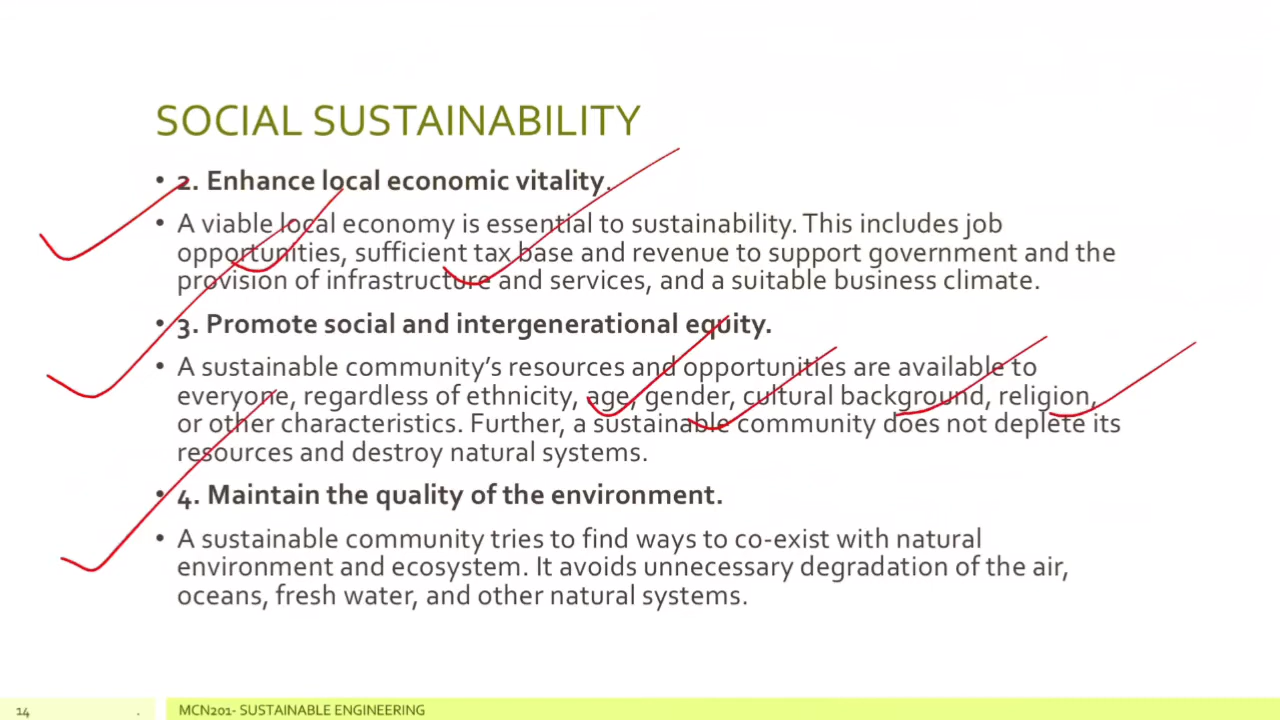 SOCIAL SUSTAINABILITY
• 2. Enhance local economic vitality.
• A viable local economy is essential to sustainability. This includes job
opportunities, sufficient tax base and revenue to support government and the
provision of infrastructure and services, and a suitable business climate.
• 3. Promote social and intergenerational equity.
• A sustainable community’s resources and opportunities are available to
everyone, regardless of ethnicity, age, gender, cultural background, religion,
or other characteristics. Further, a sustainable community does not deplete its
resources and destroy natural systems.
• 4. Maintain the quality of the environment.
• A sustainable community tries to find ways to co-exist with natural
environment and ecosystem. It avoids unnecessary degradation of the air,
oceans, fresh water, and other natural systems.
14 . MCN201- SUSTAINABLE ENGINEERING